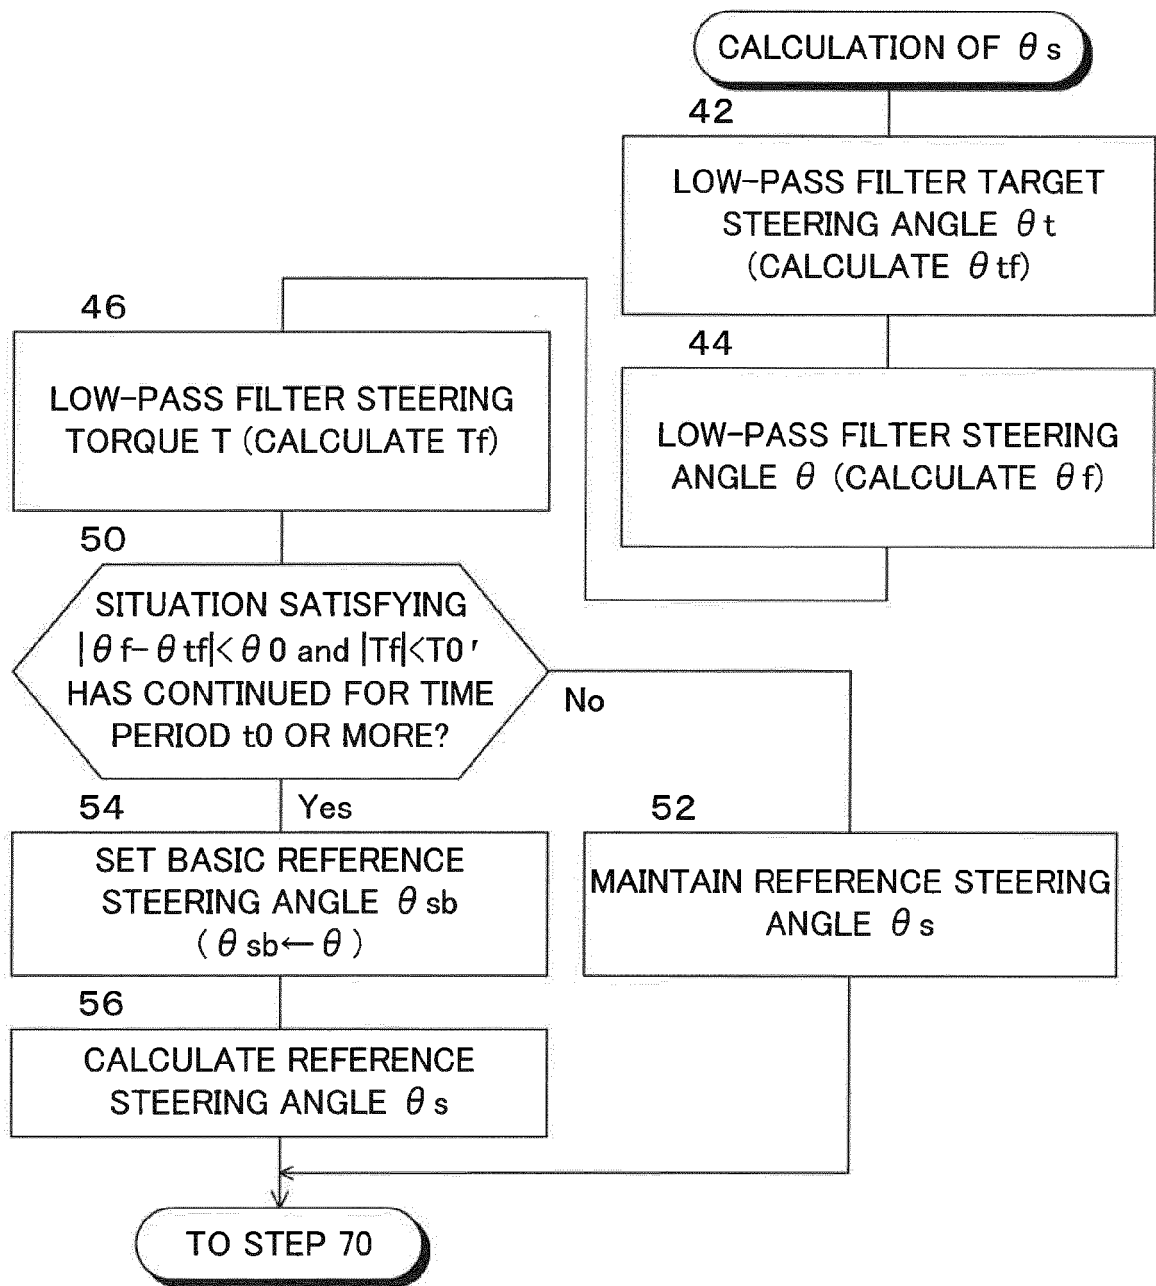 CALCULATION OF θs
42
LOW-PASS FILTER TARGET
STEERING ANGLE θt
(CALCULATE θtf)
44
LOW-PASS FILTER STEERING
ANGLE θ (CALCULATE θf)
46
LOW-PASS FILTER STEERING
TORQUE T (CALCULATE Tf)
50
SITUATION SATISFYING
|θf-θtf|<θ0 and |Tf|<T0'
HAS CONTINUED FOR TIME
PERIOD t0 OR MORE?
No
Yes
52
MAINTAIN REFERENCE STEERING
ANGLE θs
54
SET BASIC REFERENCE
STEERING ANGLE θsb
(θsb←θ)
56
CALCULATE REFERENCE
STEERING ANGLE θs
TO STEP 70